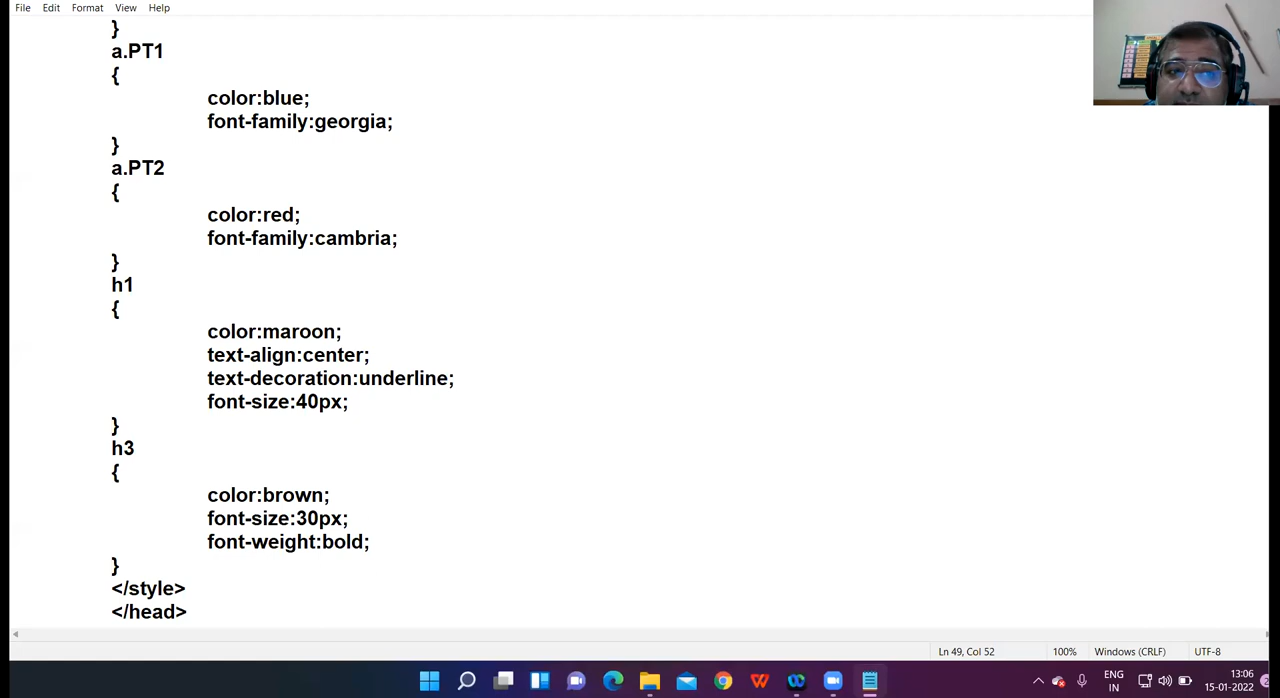 File Edit Format View Help
}
a.PT1
{
color:blue;
font-family:georgia;
}
a.PT2
{
color:red;
font-family:cambria;
}
h1
{
color:maroon;
text-align:center;
text-decoration:underline;
font-size:40px;
}
h3
{
color:brown;
font-size:30px;
font-weight:bold;
}
</style>
</head>
Ln 49, Col 52 100% Windows (CRLF) UTF-8
ENG 13:06
IN 15-01-2022